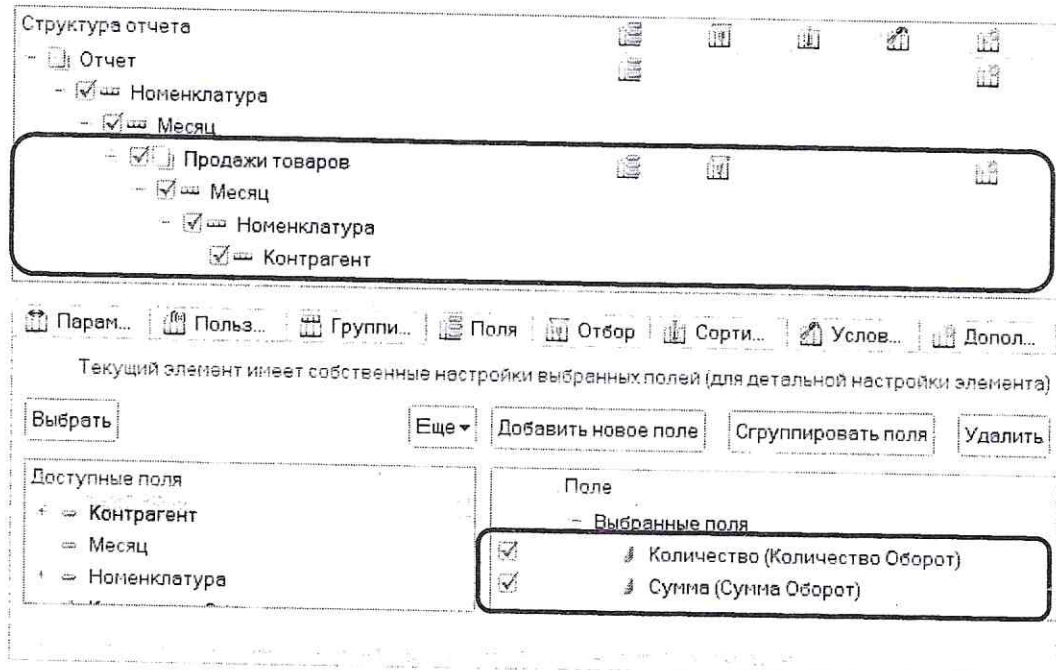 Структура отчета
Отчет
Номенклатура
Месяц
Продажи товаров
Месяц
Номенклатура
Контрагент
Парам... Польз... Группи... Поля Отбор Сорти... Услов... Допол...
Текущий элемент имеет собственные настройки выбранных полей (для детальной настройки элемента)
Выбрать Еще Добавить новое поле Сгруппировать поля Удалить
Доступные поля Поле
Контрагент Выбранные поля
Месяц Количество (Количество Оборот)
Номенклатура Сумма (Сумма Оборот)